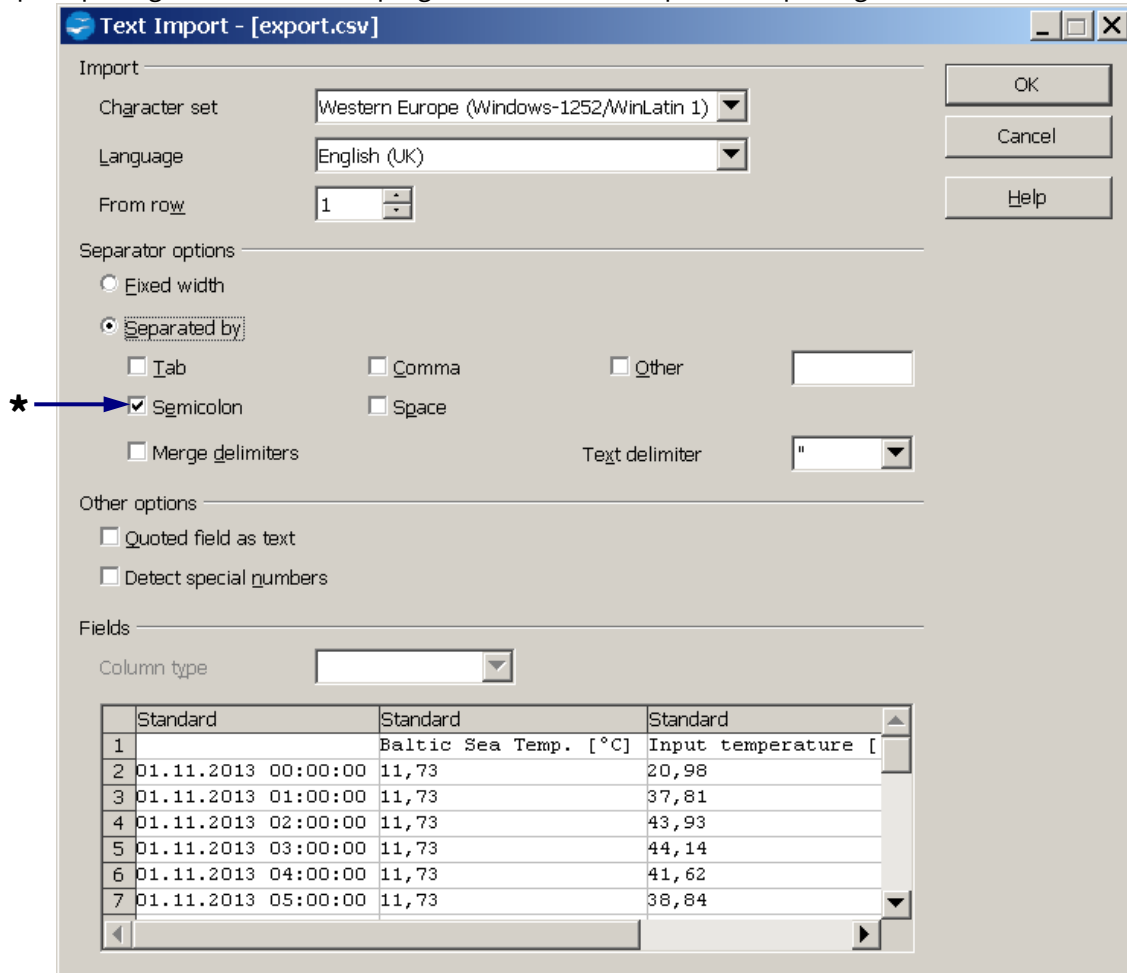 Text Import - [export.csv]
Import
OK
Character set Western Europe (Windows-1252/WinLatin 1)
Cancel
Language English (UK)
From row 1
Help
Separator options
Fixed width
Separated by
Tab Comma Other
* Semicolon Space
Merge delimiters Text delimiter "
Other options
Quoted field as text
Detect special numbers
Fields
Column type
Standard Standard Standard
1 Baltic Sea Temp. [°C] Input temperature [
2 01.11.2013 00:00:00 11,73 20,98
3 01.11.2013 01:00:00 11,73 37,81
4 01.11.2013 02:00:00 11,73 43,93
5 01.11.2013 03:00:00 11,73 44,14
6 01.11.2013 04:00:00 11,73 41,62
7 01.11.2013 05:00:00 11,73 38,84